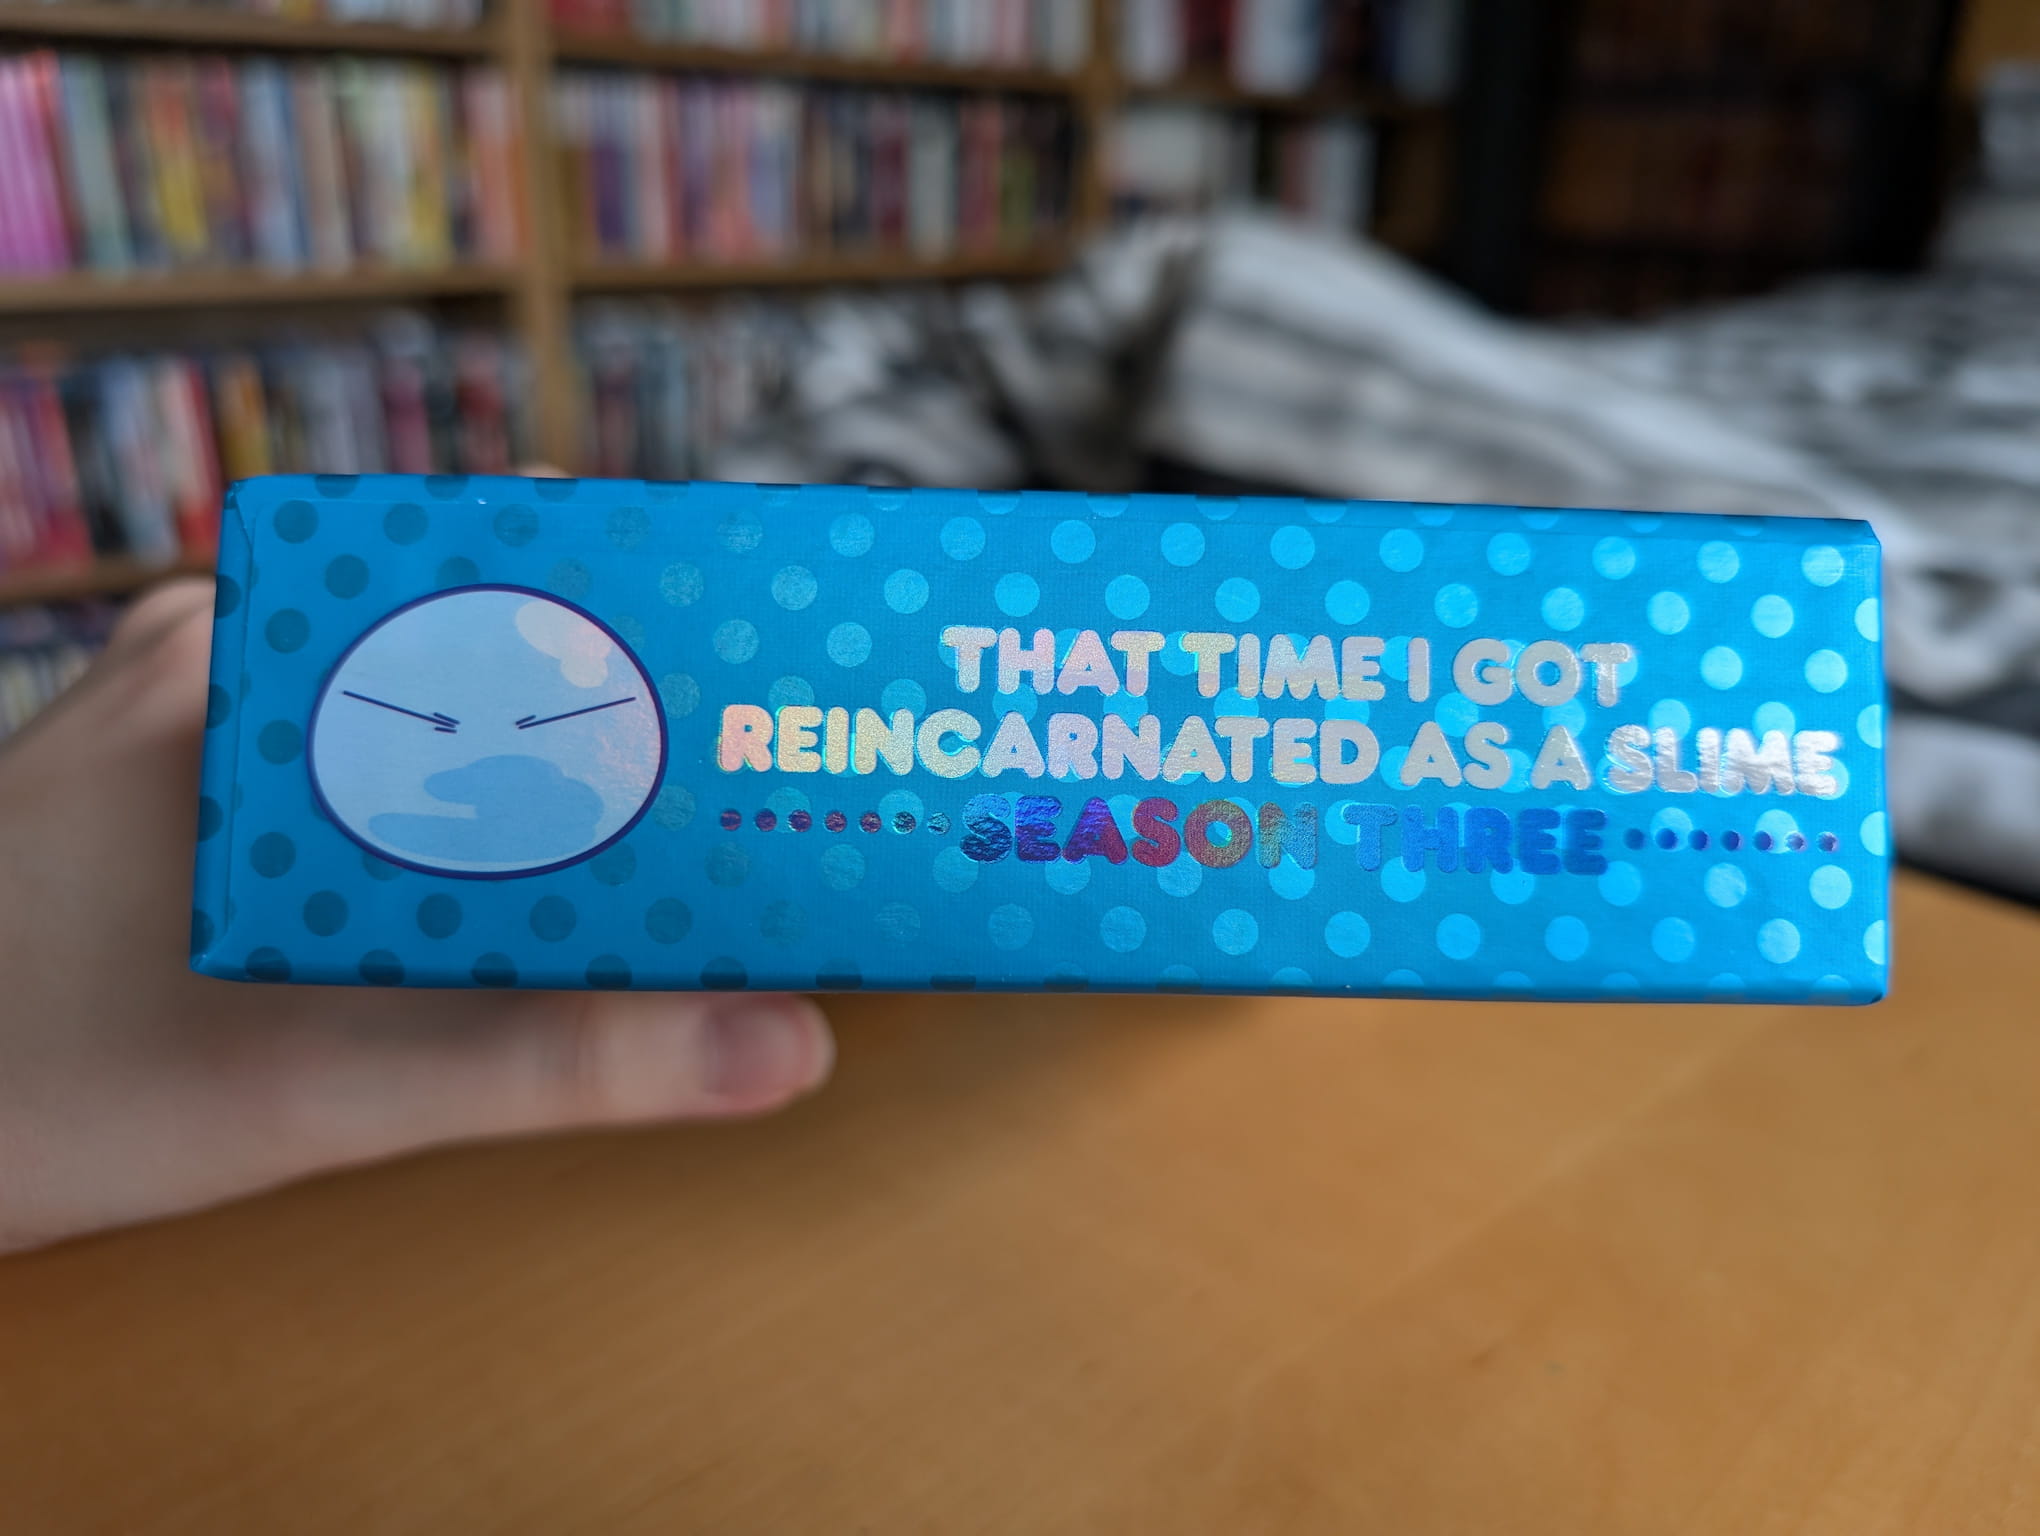 THAT TIME I GOT
REINCARNATED AS A SLIME
SEASON THREE